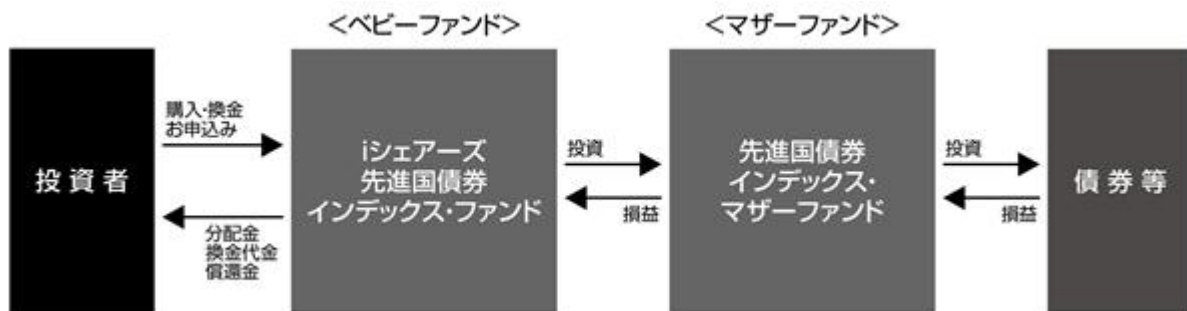 ＜ベビーファンド＞
＜マザーファンド＞
投資者
購入・換金
お申込み
分配金
換金代金
償還金
iシェアーズ
先進国債券
インデックス・ファンド
投資
損益
先進国債券
インデックス・
マザーファンド
投資
損益
債券等